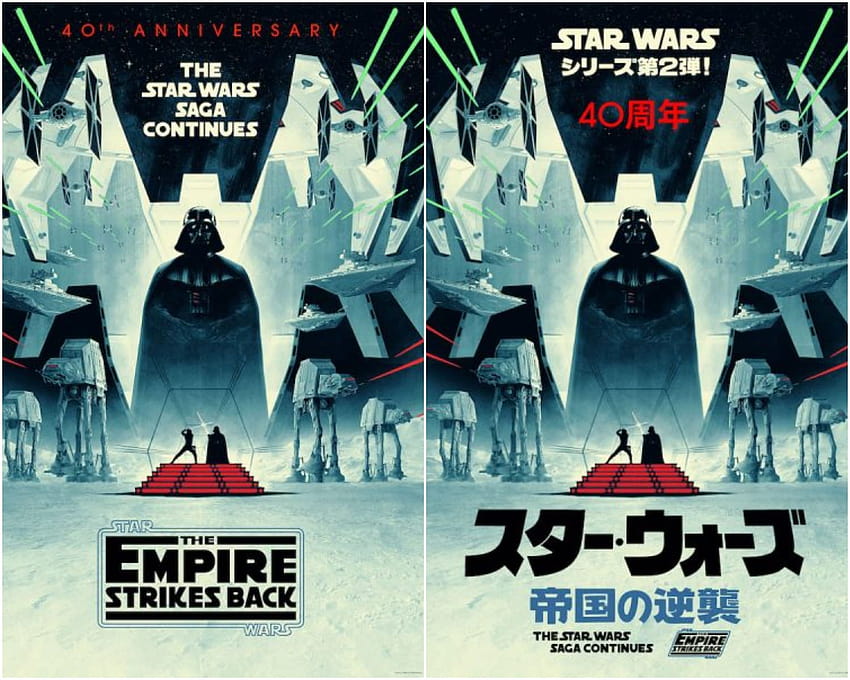 40th ANNIVERSARY
THE
STAR WARS
SAGA
CONTINUES
STAR
THE
EMPIRE
STRIKES BACK
WARS
STAR WARS
シリーズ第2弾!
40周年
スター・ウォーズ
帝国の逆襲
THE STAR WARS
SAGA CONTINUES
THE
EMPIRE
STRIKES BACK